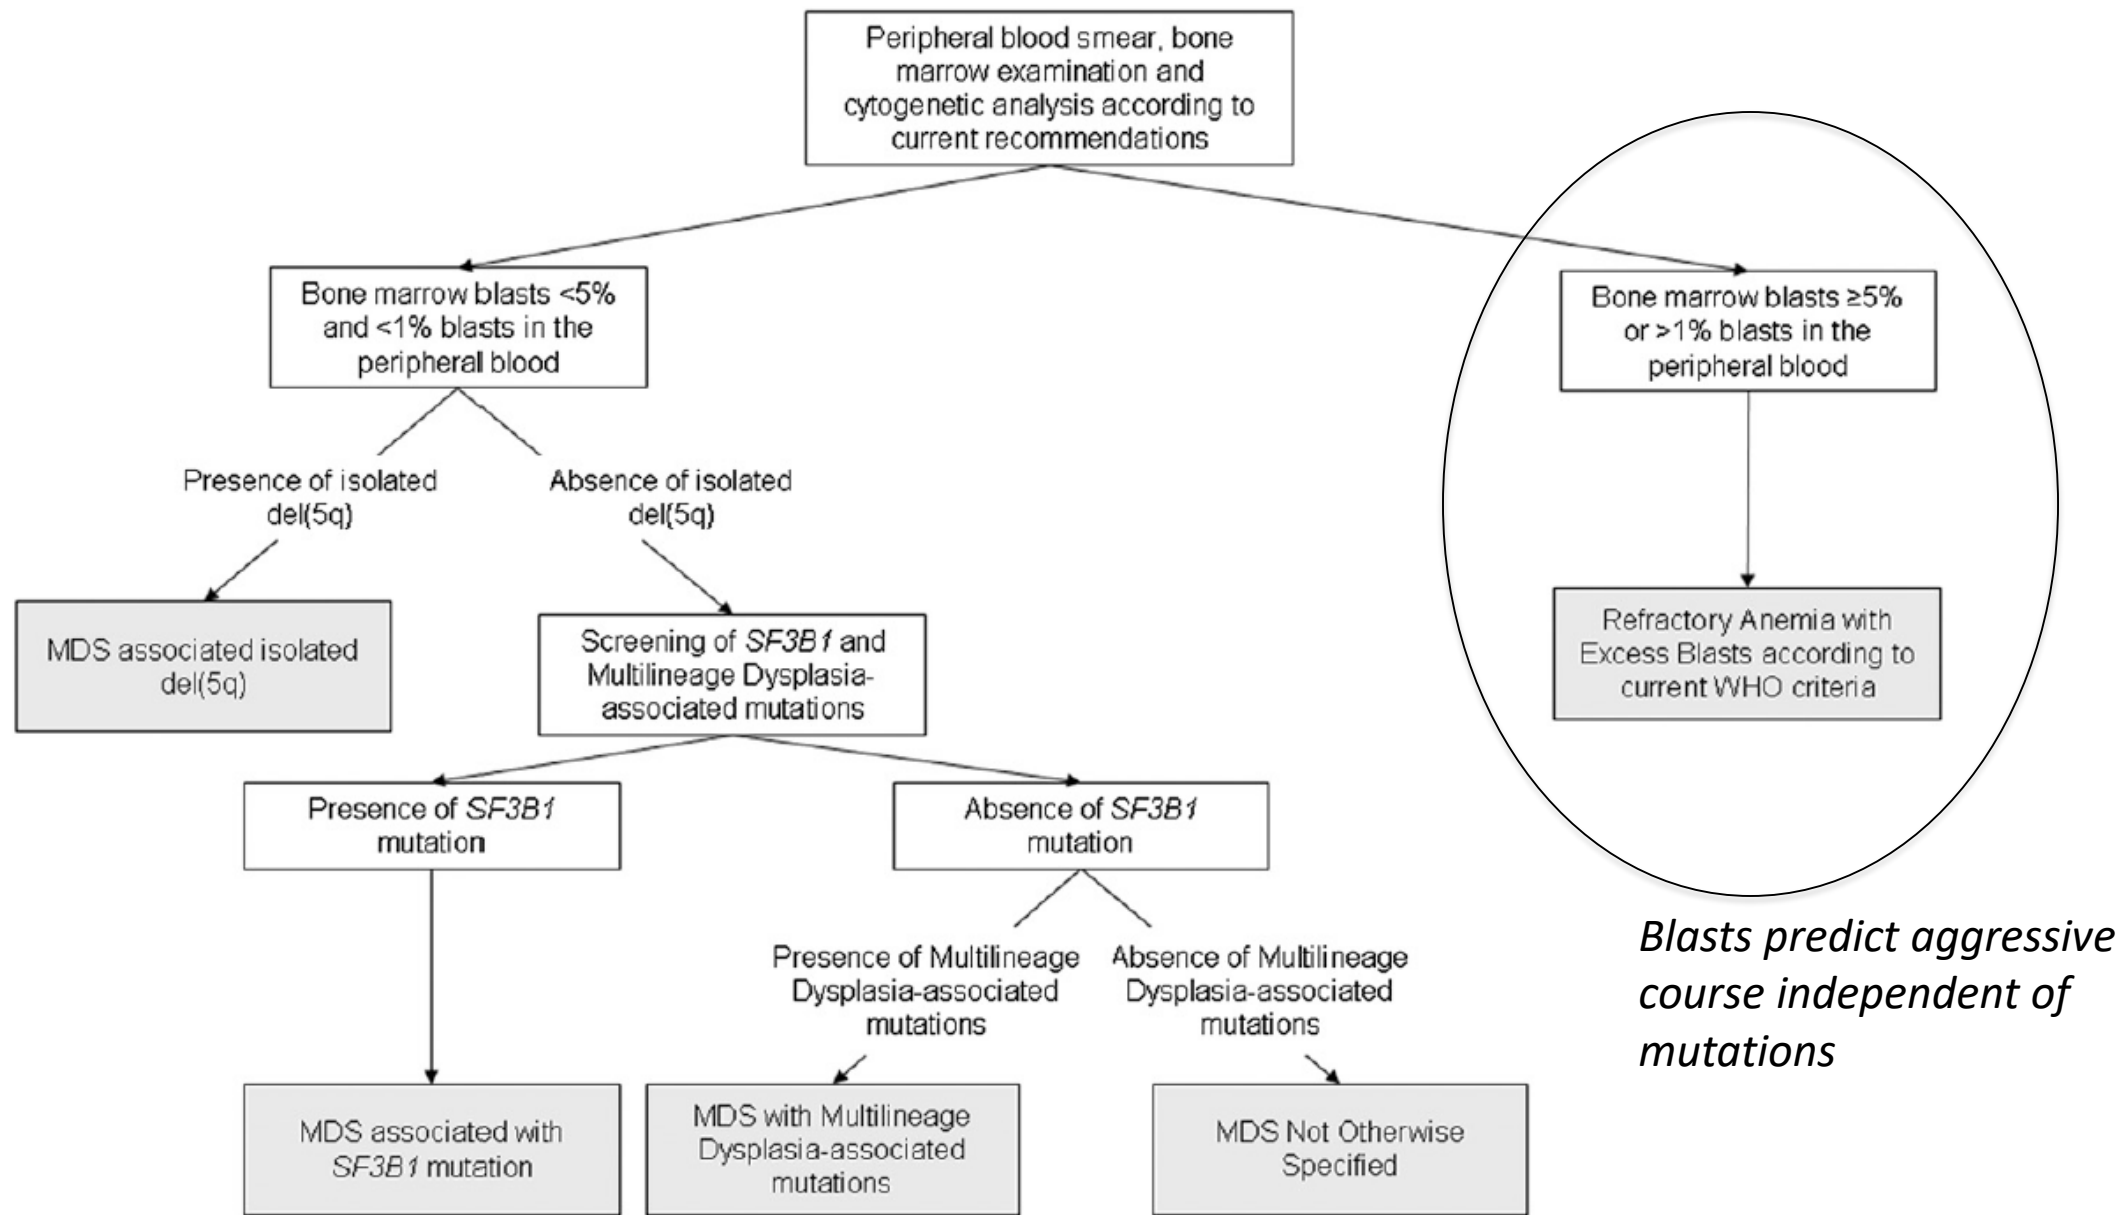 Peripheral blood smear, bone
marrow examination and
cytogenetic analysis according to
current recommendations
Bone marrow blasts <5%
and <1% blasts in the
peripheral blood
Bone marrow blasts ≥5%
or >1% blasts in the
peripheral blood
Presence of isolated
del(5q)
Absence of isolated
del(5q)
MDS associated isolated
del(5q)
Screening of SF3B1 and
Multilineage Dysplasia-
associated mutations
Refractory Anemia with
Excess Blasts according to
current WHO criteria
Presence of SF3B1
mutation
Absence of SF3B1
mutation
Presence of Multilineage
Dysplasia-associated
mutations
Absence of Multilineage
Dysplasia-associated
mutations
Blasts predict aggressive
course independent of
mutations
MDS associated with
SF3B1 mutation
MDS with Multilineage
Dysplasia-associated
mutations
MDS Not Otherwise
Specified